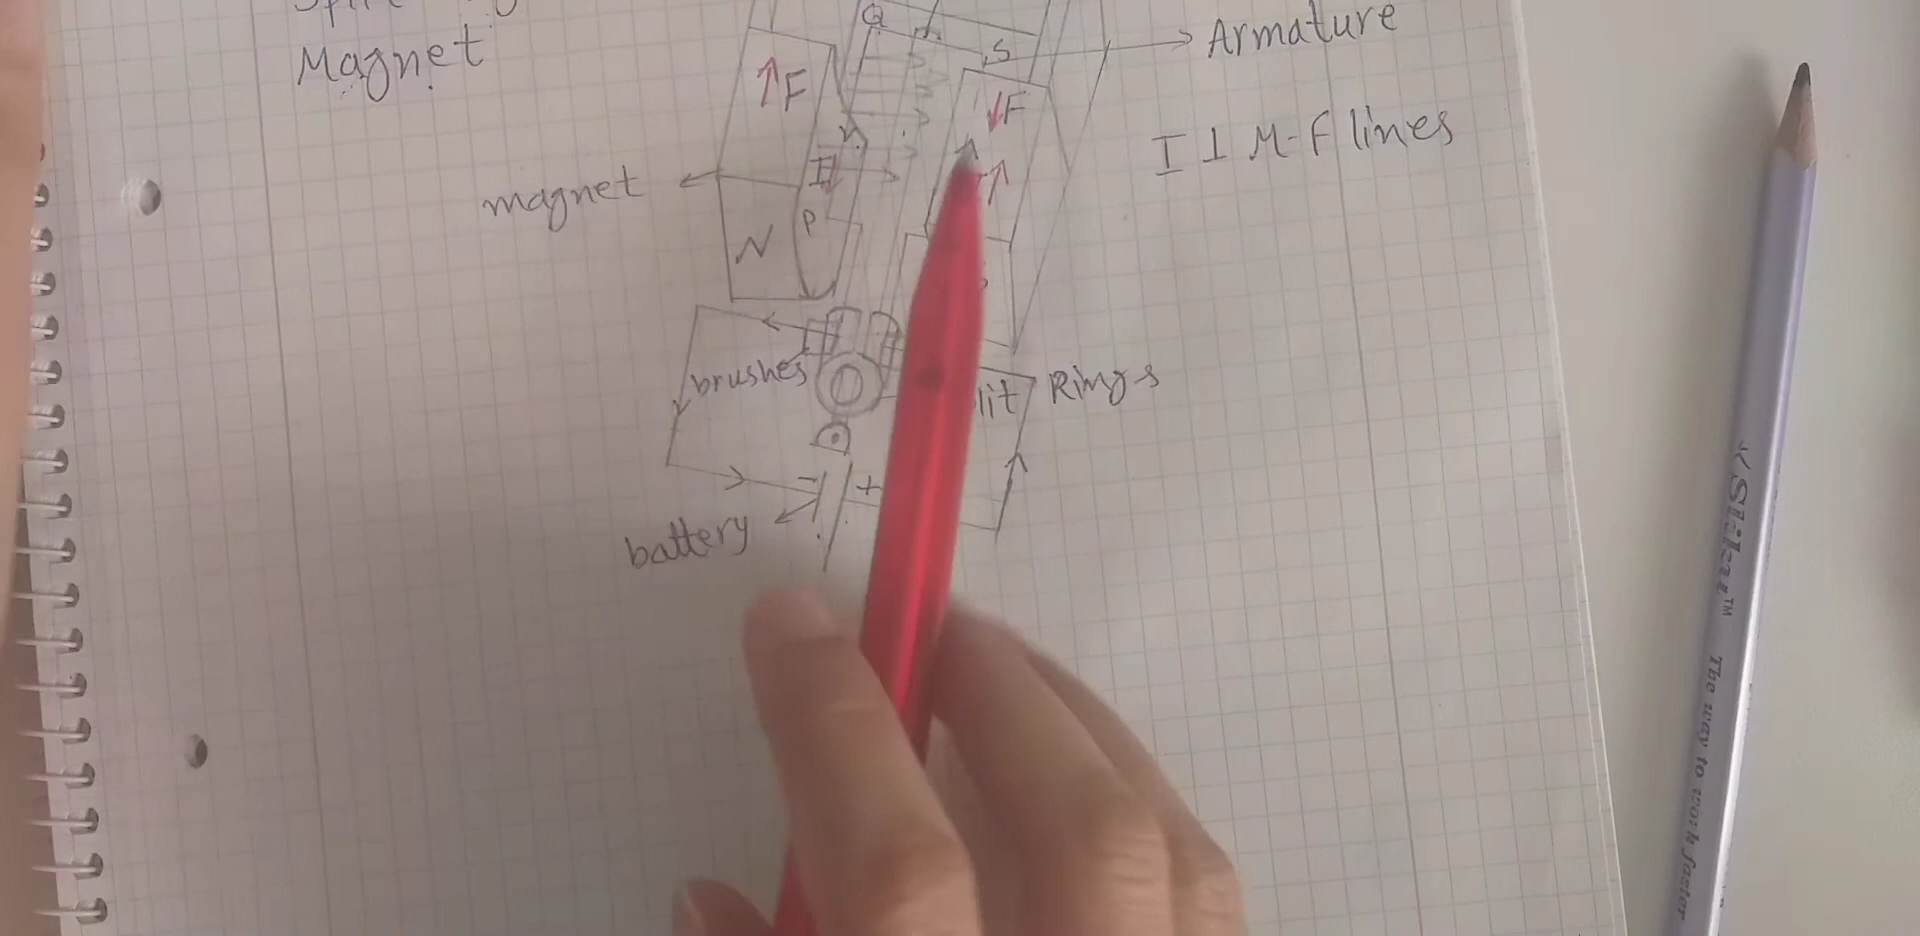 Magnet
Q
S
Armature
F
F
I ⊥ M-F lines
I
magnet
P
N
brushes
Rings
- +
battery
The way to work faster